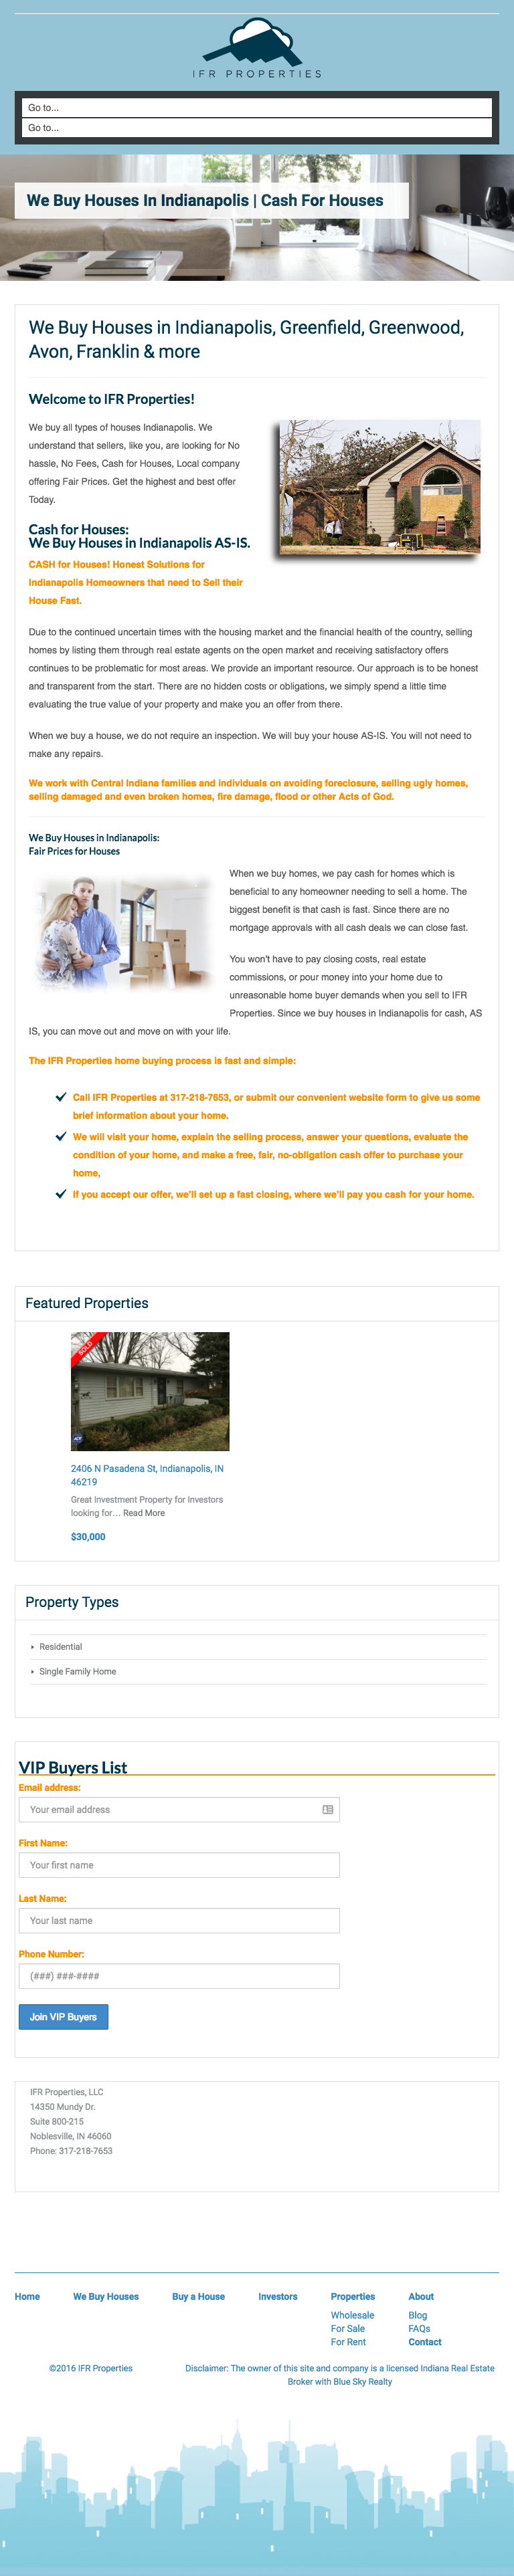 IFR PROPERTIES
Go to...
Go to...
We Buy Houses In Indianapolis | Cash For Houses
We Buy Houses in Indianapolis, Greenfield, Greenwood,
Avon, Franklin & more
Welcome to IFR Properties!
We buy all types of houses Indianapolis. We
understand that sellers, like you, are looking for No
hassle, No Fees, Cash for Houses, Local company
offering Fair Prices. Get the highest and best offer
Today.
Cash for Houses:
We Buy Houses in Indianapolis AS-IS.
CASH for Houses! Honest Solutions for
Indianapolis Homeowners that need to Sell their
House Fast.
Due to the continued uncertain times with the housing market and the financial health of the country, selling
homes by listing them through real estate agents on the open market and receiving satisfactory offers
continues to be problematic for most areas. We provide an important resource. Our approach is to be honest
and transparent from the start. There are no hidden costs or obligations, we simply spend a little time
evaluating the true value of your property and make you an offer from there.
When we buy a house, we do not require an inspection. We will buy your house AS-IS. You will not need to
make any repairs.
We work with Central Indiana families and individuals on avoiding foreclosure, selling ugly homes,
selling damaged and even broken homes, fire damage, flood or other Acts of God.
We Buy Houses in Indianapolis:
Fair Prices for Houses
When we buy homes, we pay cash for homes which is
beneficial to any homeowner needing to sell a home. The
biggest benefit is that cash is fast. Since there are no
mortgage approvals with all cash deals we can close fast.
You won't have to pay closing costs, real estate
commissions, or pour money into your home due to
unreasonable home buyer demands when you sell to IFR
Properties. Since we buy houses in Indianapolis for cash, AS
IS, you can move out and move on with your life.
The IFR Properties home buying process is fast and simple:
Call IFR Properties at 317-218-7653, or submit our convenient website form to give us some
brief information about your home.
We will visit your home, explain the selling process, answer your questions, evaluate the
condition of your home, and make a free, fair, no-obligation cash offer to purchase your
home,
If you accept our offer, we'll set up a fast closing, where we'll pay you cash for your home.
Featured Properties
SOLD
2406 N Pasadena St, Indianapolis, IN
46219
Great Investment Property for Investors
looking for... Read More
$30,000
Property Types
Residential
Single Family Home
VIP Buyers List
Email address:
Your email address
First Name:
Your first name
Last Name:
Your last name
Phone Number:
(###) ###-####
Join VIP Buyers
IFR Properties, LLC
14350 Mundy Dr.
Suite 800-215
Noblesville, IN 46060
Phone: 317-218-7653
Home We Buy Houses Buy a House Investors Properties About
Wholesale Blog
For Sale FAQs
For Rent Contact
©2016 IFR Properties Disclaimer: The owner of this site and company is a licensed Indiana Real Estate
Broker with Blue Sky Realty